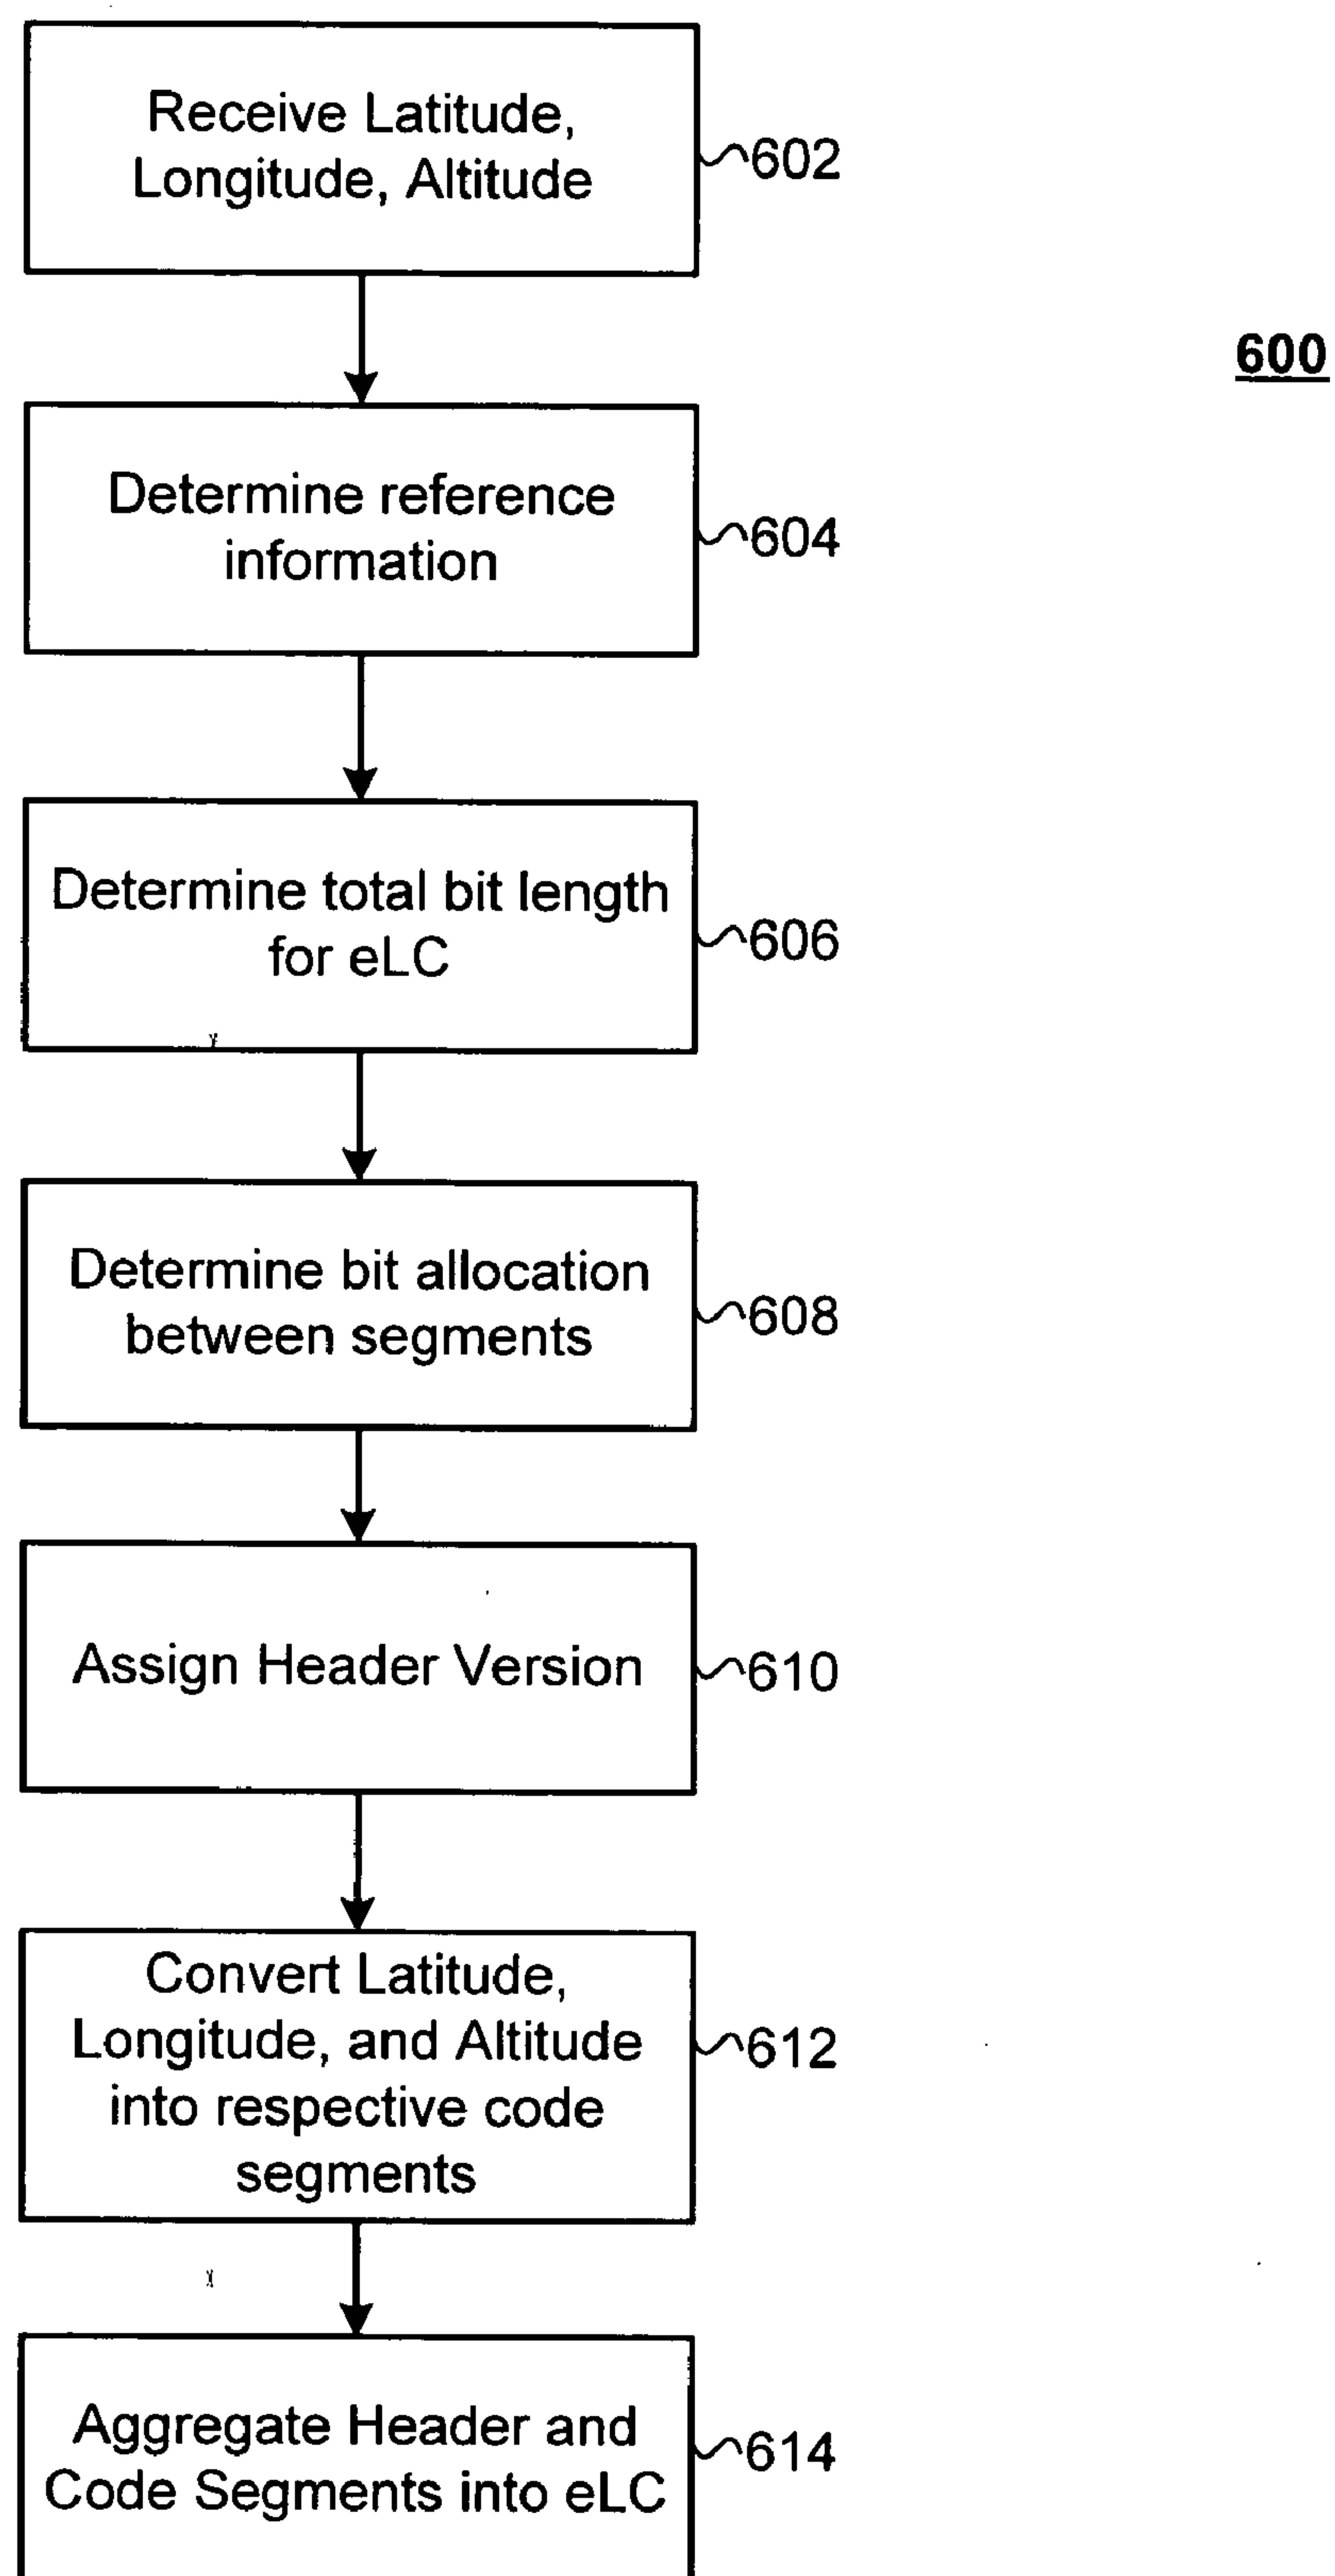 Receive Latitude,
Longitude, Altitude
602
600
Determine reference
information
604
Determine total bit length
for eLC
606
Determine bit allocation
between segments
608
Assign Header Version
610
Convert Latitude,
Longitude, and Altitude
into respective code
segments
612
Aggregate Header and
Code Segments into eLC
614